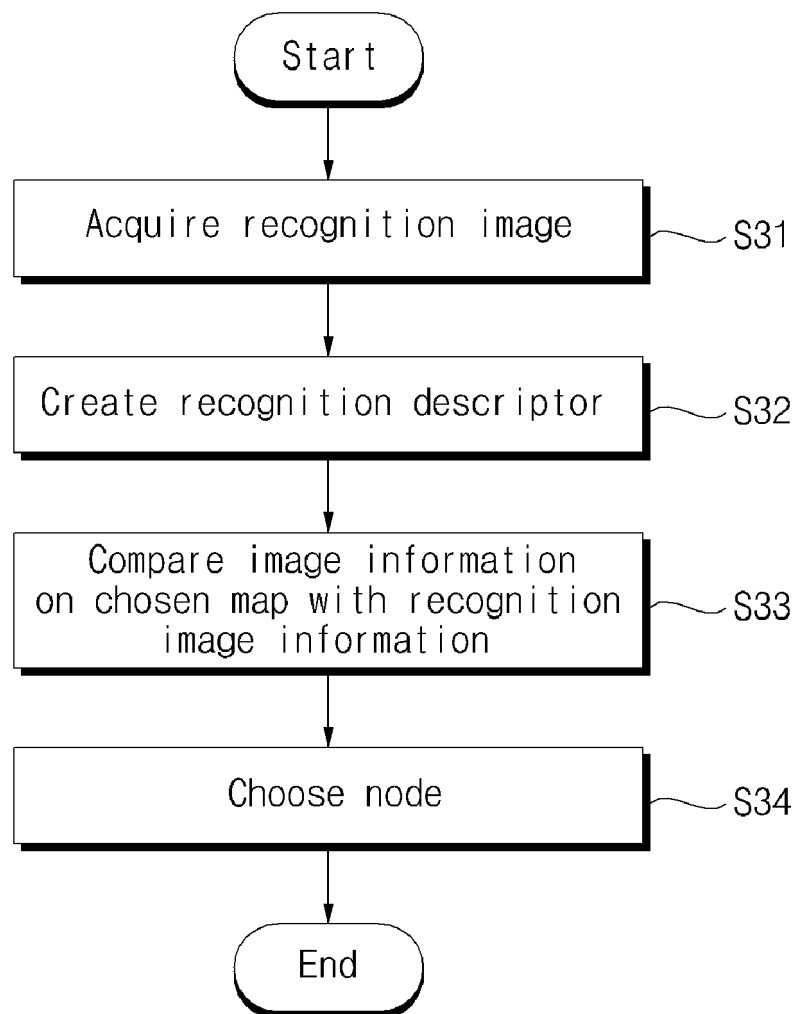 Start
Acquire recognition image
S31
Create recognition descriptor
S32
Compare image information
on chosen map with recognition
image information
S33
Choose node
S34
End